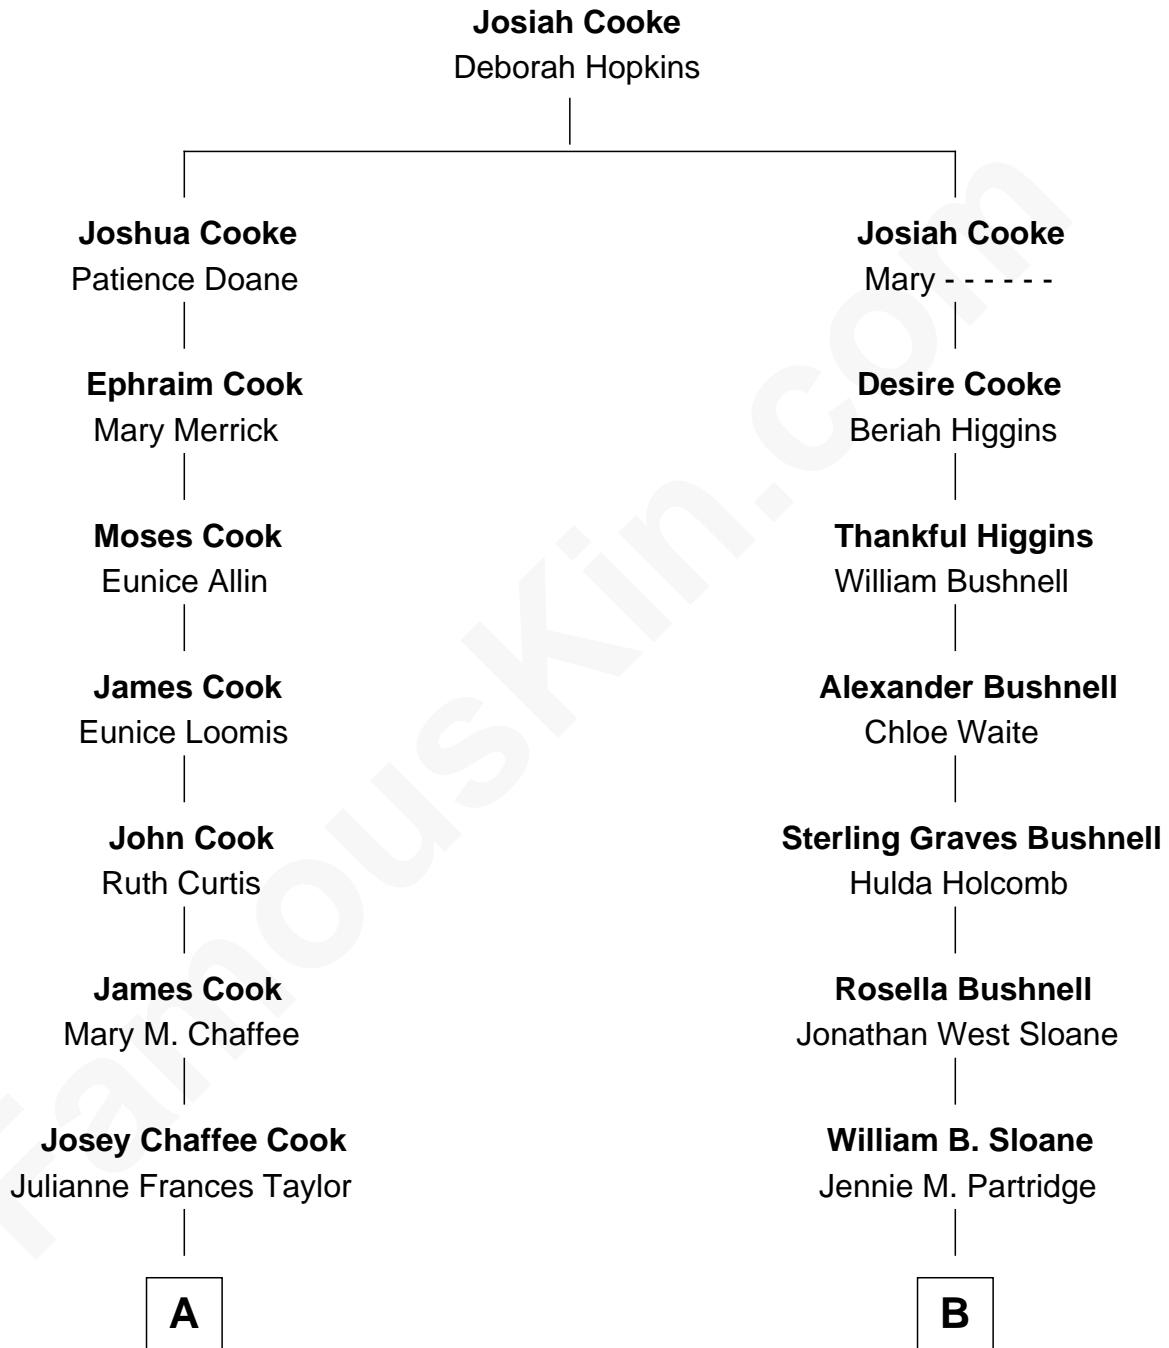 Josiah Cooke
Deborah Hopkins
Joshua Cooke
Patience Doane
Josiah Cooke
Mary - - - - - -
Ephraim Cook
Mary Merrick
Desire Cooke
Beriah Higgins
Moses Cook
Eunice Allin
Thankful Higgins
William Bushnell
James Cook
Eunice Loomis
Alexander Bushnell
Chloe Waite
John Cook
Ruth Curtis
Sterling Graves Bushnell
Hulda Holcomb
James Cook
Mary M. Chaffee
Rosella Bushnell
Jonathan West Sloane
Josey Chaffee Cook
Julianne Frances Taylor
William B. Sloane
Jennie M. Partridge
A
B
FamousKin.com